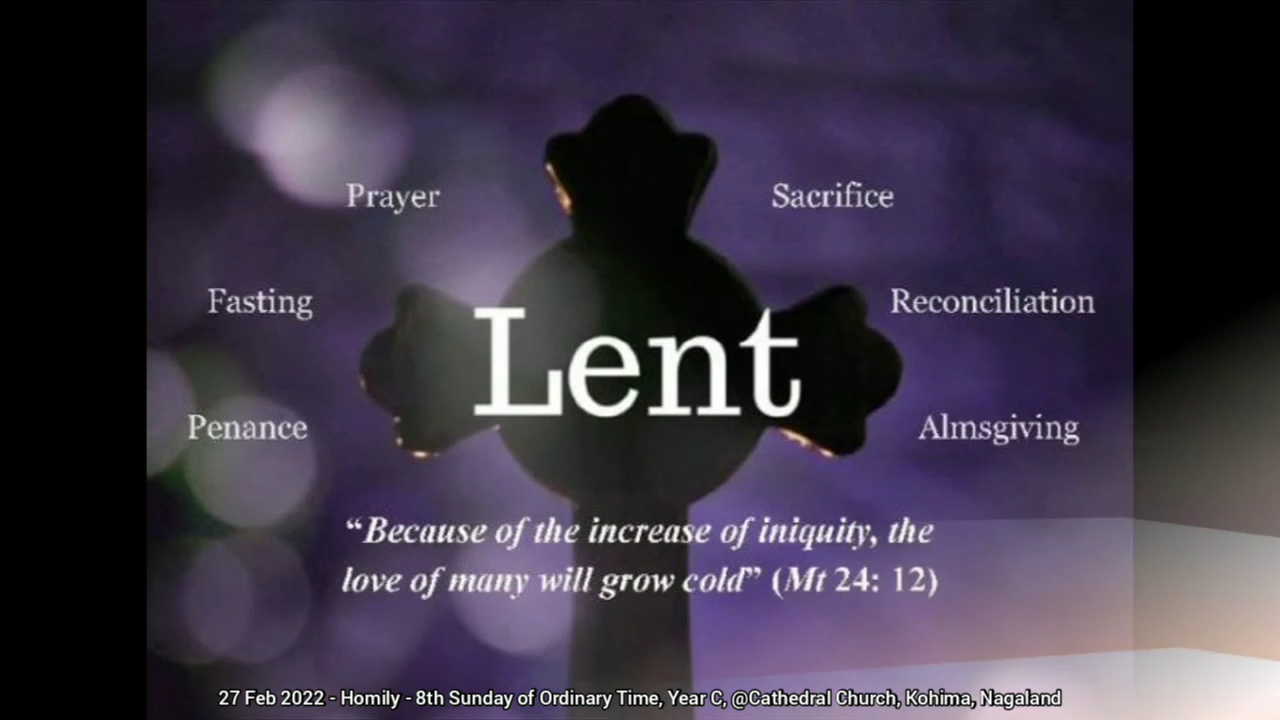 Prayer
Sacrifice
Fasting
Reconciliation
Lent
Penance
Almsgiving
“Because of the increase of iniquity, the
love of many will grow cold” (Mt 24: 12)
27 Feb 2022 - Homily - 8th Sunday of Ordinary Time, Year C, @Cathedral Church, Kohima, Nagaland